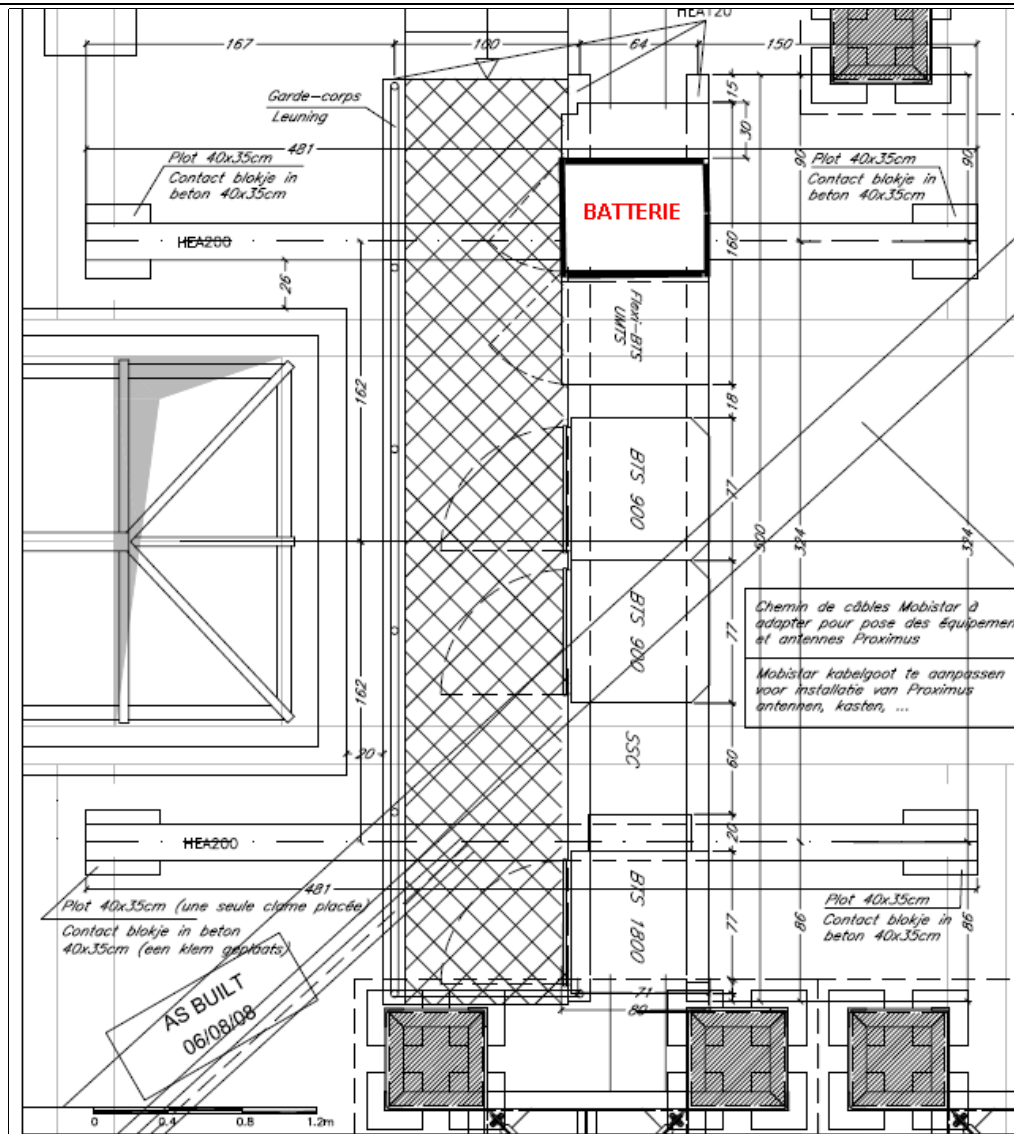 HEA120
167
100
64
150
Garde-corps
Leuning
15
30
481
90
90
Plot 40x35cm
Contact blokje in
beton 40x35cm
Plot 40x35cm
Contact blokje in
beton 40x35cm
BATTERIE
HEA200
160
26
Flexi-BTS
UMTS
162
18
BTS 900
77
500
324
324
BTS 900
77
Chemin de câbles Mobistar à
adapter pour pose des équipemen
et antennes Proximus
Mobistar kabelgoot te aanpassen
voor installatie van Proximus
antennen, kasten, ...
162
20
SSC
60
HEA200
20
481
Plot 40x35cm (une seule clame placée)
Contact blokje in beton
40x35cm (een klem geplaats)
BTS 1800
77
86
86
Plot 40x35cm
Contact blokje in
beton 40x35cm
AS BUILT
06/08/08
71
80
0 0.4 0.8 1.2m